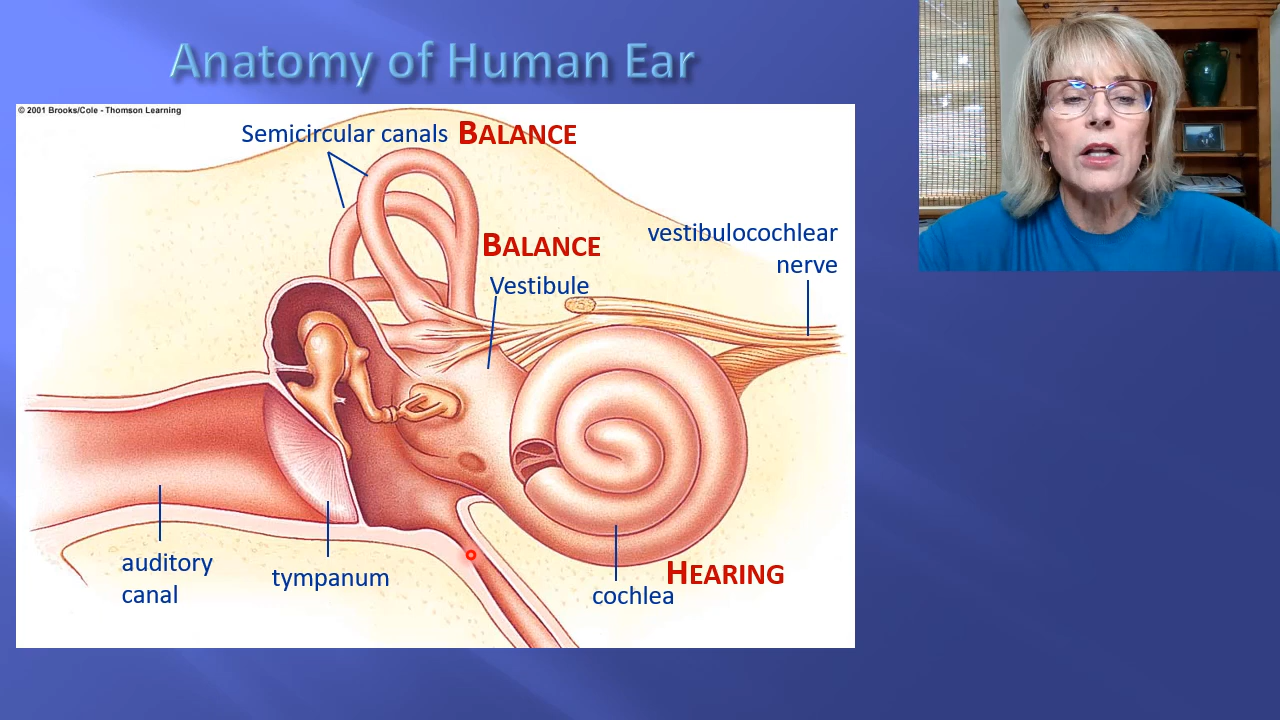 Anatomy of Human Ear
© 2001 Brooks/Cole - Thomson Learning
Semicircular canals BALANCE
BALANCE
Vestibule
vestibulocochlear
nerve
auditory
canal
tympanum
HEARING
cochlea